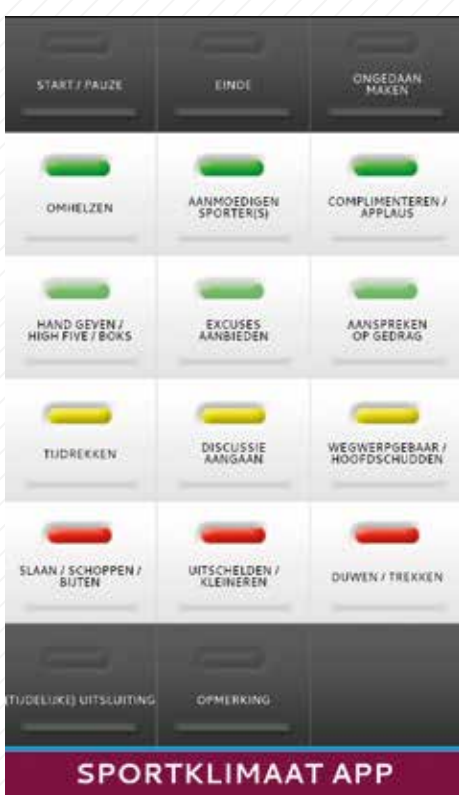 START / PAUZE
EINDE
ONGEDAAN
MAKEN
OMHELZEN
AANMOEDIGEN
SPORTER(S)
COMPLIMENTEREN /
APPLAUS
HAND GEVEN /
HIGH FIVE / BOKS
EXCUSES
AANBIEDEN
AANSPREKEN
OP GEDRAG
TIJDREKKEN
DISCUSSIE
AANGAAN
WEGWERPGEBAAR /
HOOFDSCHUDDEN
SLAAN / SCHOPPEN /
BIJTEN
UITSCHELDEN /
KLEINEREN
DUWEN / TREKKEN
(TIJDELIJKE) UITSLUITING
OPMERKING
SPORTKLIMAAT APP